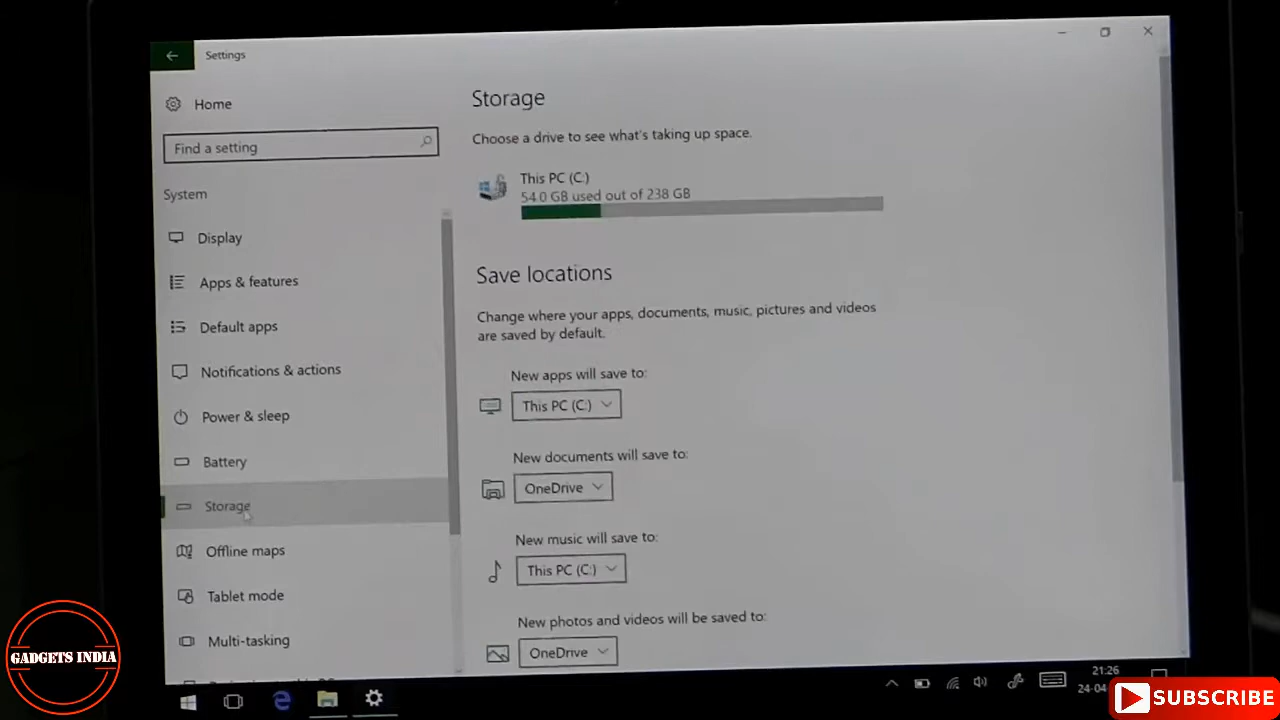 Settings
Home
Find a setting
System
Display
Apps & features
Default apps
Notifications & actions
Power & sleep
Battery
Storage
Offline maps
Tablet mode
Multi-tasking
Storage
Choose a drive to see what's taking up space.
This PC (C:)
54.0 GB used out of 238 GB
Save locations
Change where your apps, documents, music, pictures and videos
are saved by default.
New apps will save to:
This PC (C:)
New documents will save to:
OneDrive
New music will save to:
This PC (C:)
New photos and videos will be saved to:
OneDrive
21:26
24-04
GADGETS INDIA
SUBSCRIBE